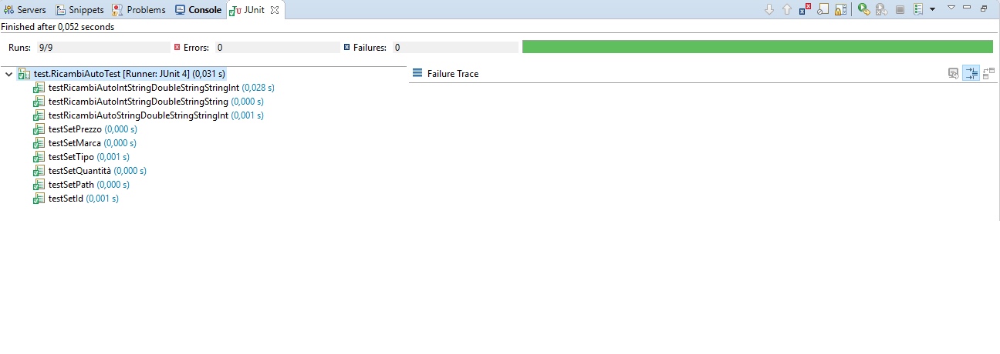 Servers Snippets Problems Console JUnit
Finished after 0,052 seconds
Runs: 9/9 Errors: 0 Failures: 0
test.RicambiAutoTest [Runner: JUnit 4] (0,031 s) Failure Trace
testRicambiAutoIntStringDoubleStringStringInt (0,028 s)
testRicambiAutoIntStringDoubleStringString (0,000 s)
testRicambiAutoStringDoubleStringStringInt (0,001 s)
testSetPrezzo (0,000 s)
testSetMarca (0,000 s)
testSetTipo (0,001 s)
testSetQuantità (0,000 s)
testSetPath (0,000 s)
testSetId (0,001 s)